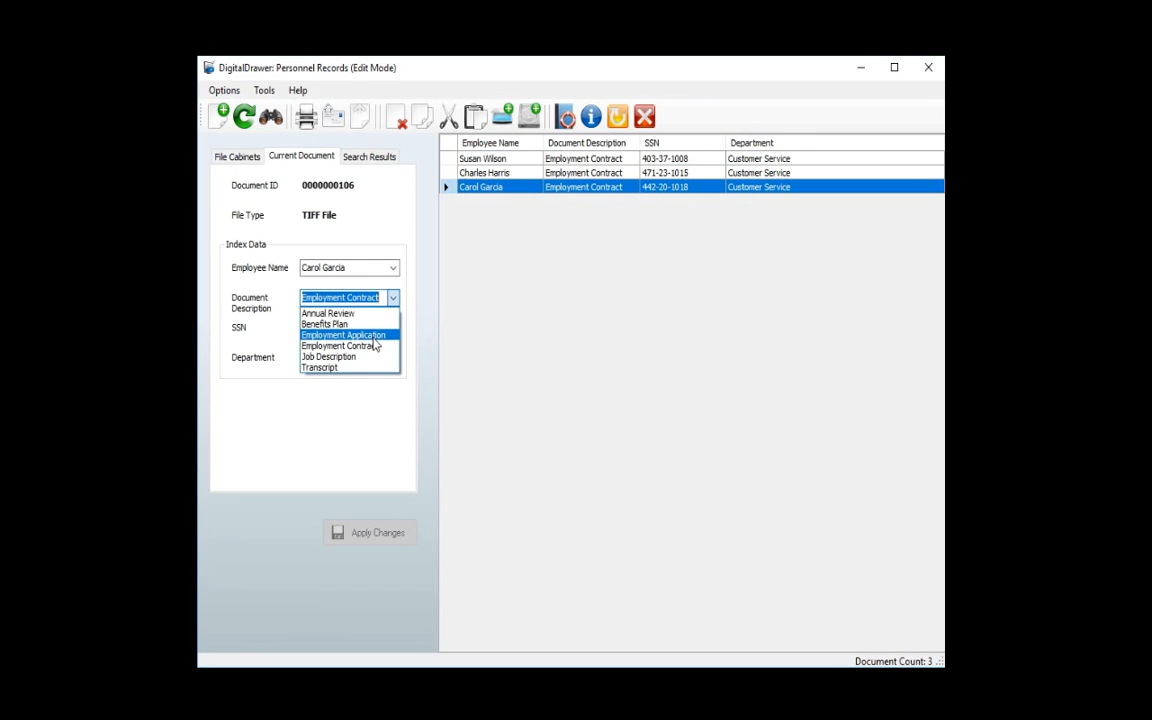 DigitalDrawer: Personnel Records (Edit Mode)
Options Tools Help
File Cabinets Current Document Search Results
Document ID 0000000106
File Type TIFF File
Index Data
Employee Name Carol Garcia
Document Description Employment Contract
Annual Review
Benefits Plan
Employment Application
Employment Contract
Job Description
Transcript
SSN
Department
Apply Changes
Employee Name Document Description SSN Department
Susan Wilson Employment Contract 403-37-1008 Customer Service
Charles Harris Employment Contract 471-23-1015 Customer Service
Carol Garcia Employment Contract 442-20-1018 Customer Service
Document Count: 3